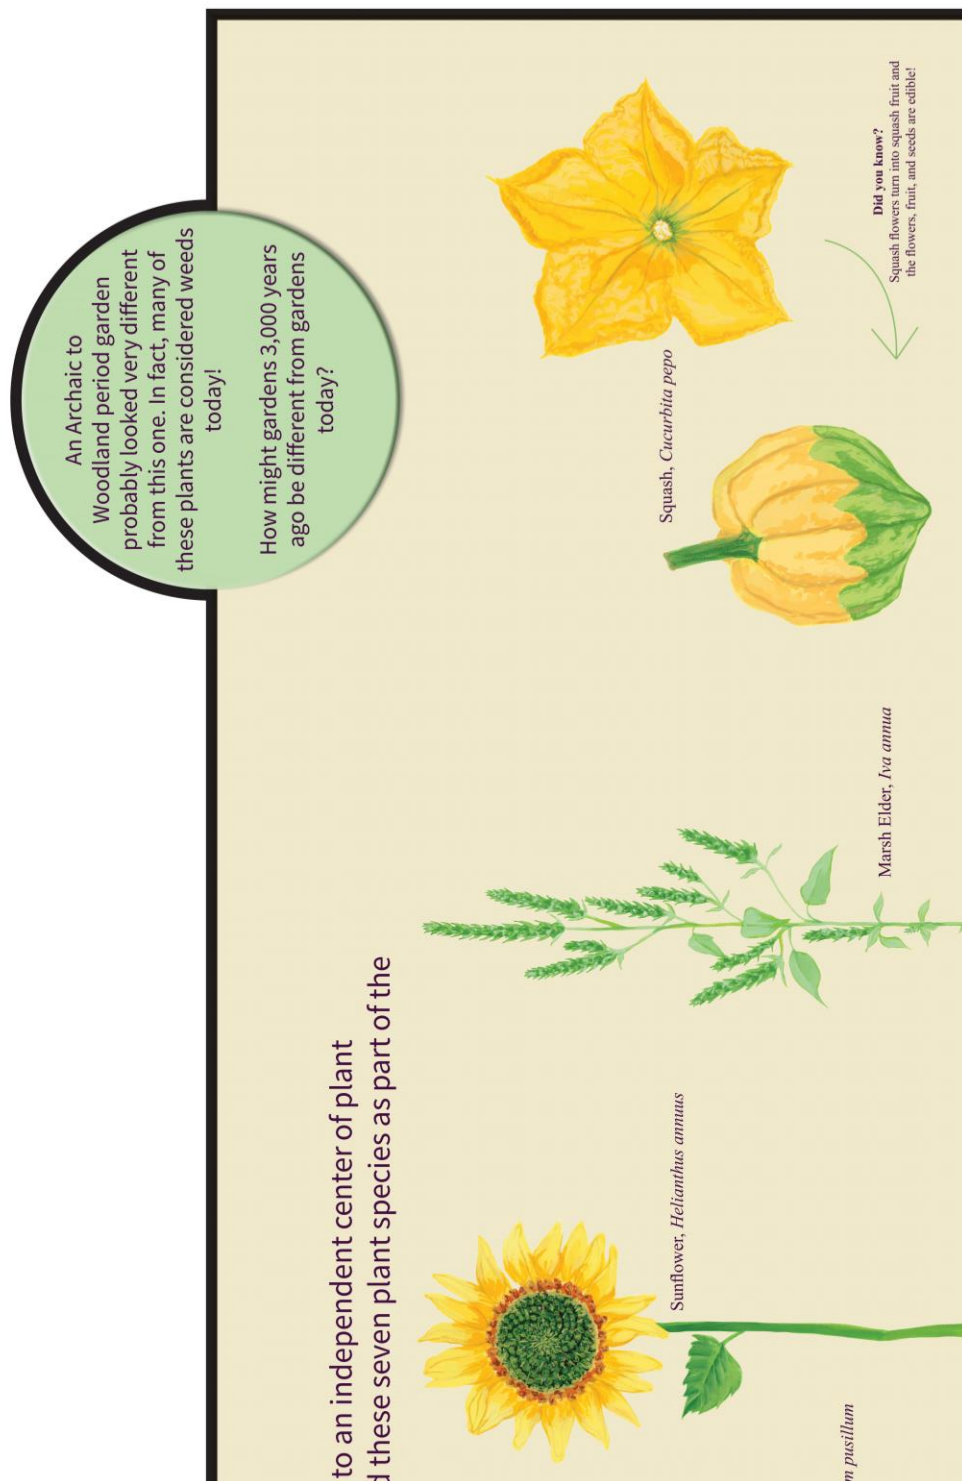 An Archaic to
Woodland period garden
probably looked very different
from this one. In fact, many of
these plants are considered weeds
today!
How might gardens 3,000 years
ago be different from gardens
today?
to an independent center of plant
these seven plant species as part of the
Squash, Cucurbita pepo
Did you know?
Squash flowers turn into squash fruit and
the flowers, fruit, and seeds are edible!
Marsh Elder, Iva annua
Sunflower, Helianthus annuus
pusillum